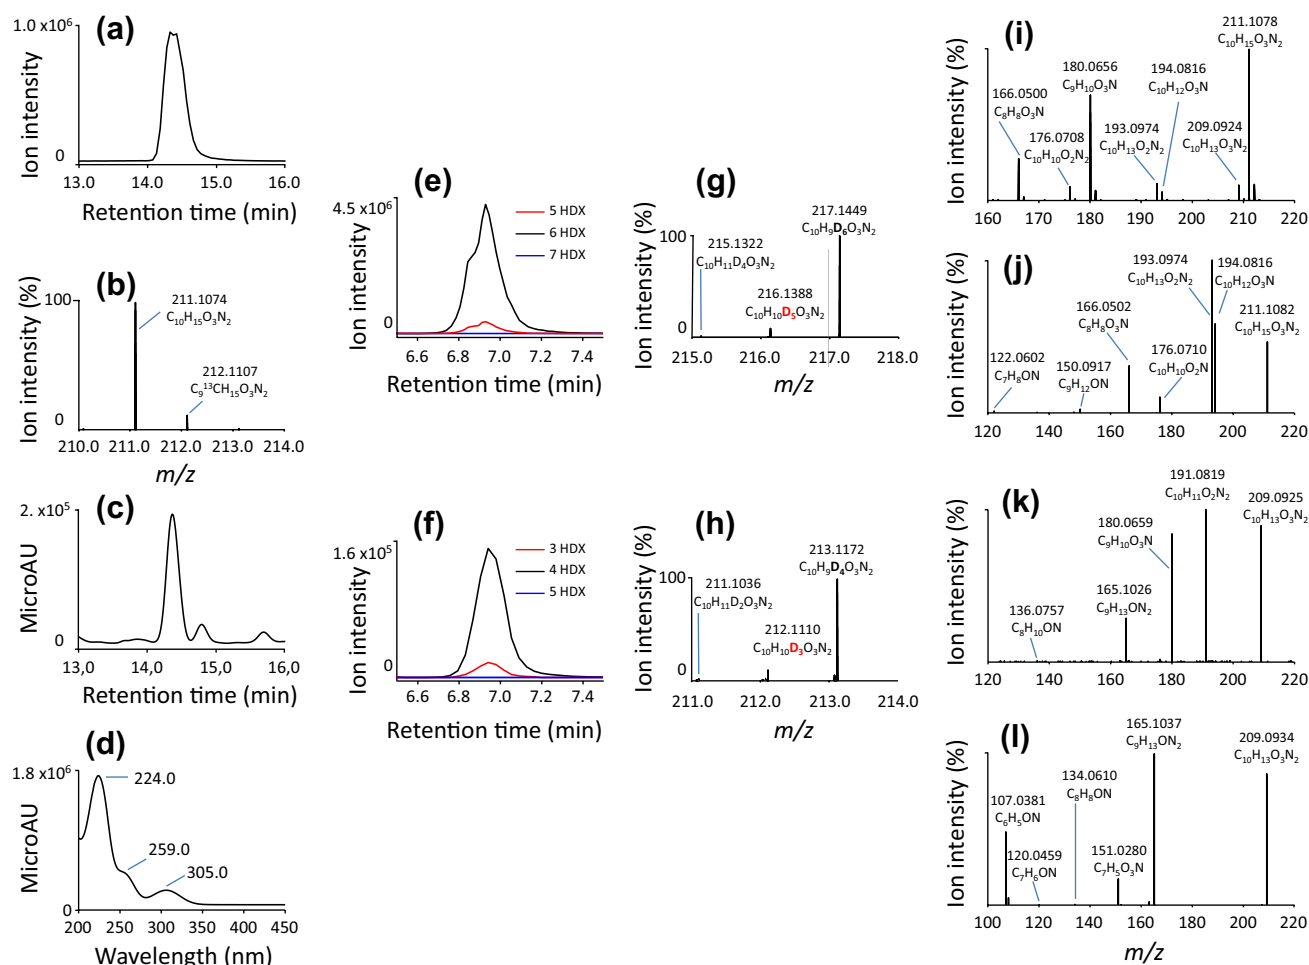 (a)
1.0 x10⁶
0
Ion intensity
13.0 14.0 15.0 16.0
Retention time (min)
(b)
100
0
Ion intensity (%)
211.1074
C₁₀H₁₅O₃N₂
212.1107
C₉¹³CH₁₅O₃N₂
210.0 211.0 212.0 213.0 214.0
m/z
(c)
2. x10⁵
0
MicroAU
13,0 14,0 15,0 16,0
Retention time (min)
(d)
1.8 x10⁶
0
MicroAU
224.0
259.0
305.0
200 250 300 350 400 450
Wavelength (nm)
(e)
4.5 x10⁶
0
Ion intensity
5 HDX
6 HDX
7 HDX
6.6 6.8 7.0 7.2 7.4
Retention time (min)
(f)
1.6 x10⁵
0
Ion intensity
3 HDX
4 HDX
5 HDX
6.6 6.8 7.0 7.2 7.4
Retention time (min)
(g)
100
0
Ion intensity (%)
217.1449
C₁₀H₉D₆O₃N₂
215.1322
C₁₀H₁₁D₄O₃N₂
216.1388
C₁₀H₁₀D₅O₃N₂
215.0 216.0 217.0 218.0
m/z
(h)
100
0
Ion intensity (%)
213.1172
C₁₀H₉D₄O₃N₂
211.1036
C₁₀H₁₁D₂O₃N₂
212.1110
C₁₀H₁₀D₃O₃N₂
211.0 212.0 213.0 214.0
m/z
(i)
Ion intensity (%)
211.1078
C₁₀H₁₅O₃N₂
180.0656
C₉H₁₀O₃N
194.0816
C₁₀H₁₂O₃N₂
166.0500
C₈H₈O₃N
176.0708
C₁₀H₁₀O₂N₂
193.0974
C₁₀H₁₃O₂N₂
209.0924
C₁₀H₁₃O₃N₂
160 170 180 190 200 210 220
(j)
Ion intensity (%)
193.0974
C₁₀H₁₃O₂N₂
194.0816
C₁₀H₁₂O₃N
166.0502
C₈H₈O₃N
211.1082
C₁₀H₁₅O₃N₂
122.0602
C₇H₈ON
150.0917
C₉H₁₂ON
176.0710
C₁₀H₁₀O₂N
120 140 160 180 200 220
(k)
Ion intensity (%)
191.0819
C₁₀H₁₁O₂N₂
209.0925
C₁₀H₁₃O₃N₂
180.0659
C₉H₁₀O₃N
165.1026
C₉H₁₃ON₂
136.0757
C₈H₁₀ON
120 140 160 180 200 220
(l)
Ion intensity (%)
165.1037
C₉H₁₃ON₂
209.0934
C₁₀H₁₃O₃N₂
134.0610
C₈H₈ON
107.0381
C₆H₅ON
120.0459
C₇H₆ON
151.0280
C₇H₅O₃N
100 120 140 160 180 200 220
m/z